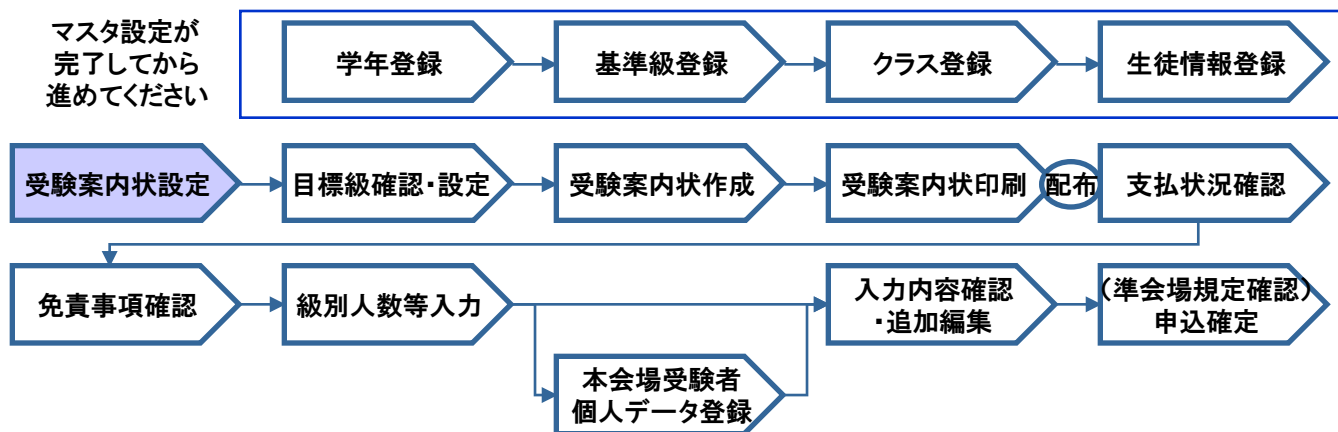 マスタ設定が
完了してから
進めてください
学年登録
基準級登録
クラス登録
生徒情報登録
受験案内状設定
目標級確認・設定
受験案内状作成
受験案内状印刷
配布
支払状況確認
免責事項確認
級別人数等入力
入力内容確認
・追加編集
（準会場規定確認）
申込確定
本会場受験者
個人データ登録